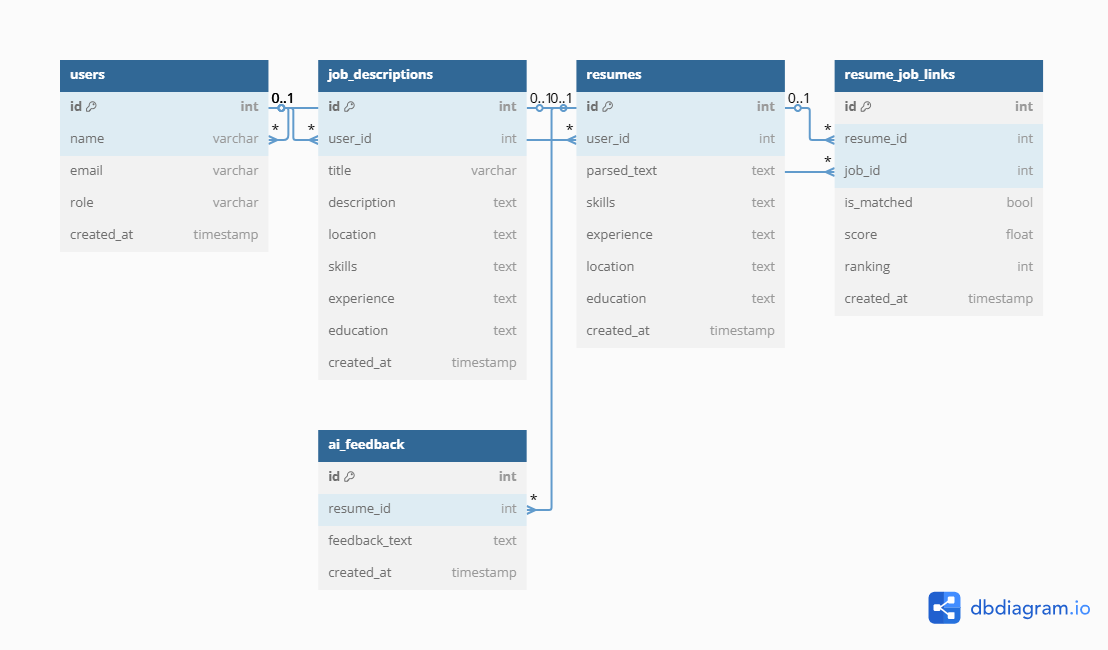 users
id int
name varchar
email varchar
role varchar
created_at timestamp
0..1
*
*
job_descriptions
id int
user_id int
title varchar
description text
location text
skills text
experience text
education text
created_at timestamp
0..1
0..1
*
resumes
id int
user_id int
parsed_text text
skills text
experience text
location text
education text
created_at timestamp
0..1
*
*
resume_job_links
id int
resume_id int
job_id int
is_matched bool
score float
ranking int
created_at timestamp
ai_feedback
id int
resume_id int
feedback_text text
created_at timestamp
*
dbdiagram.io